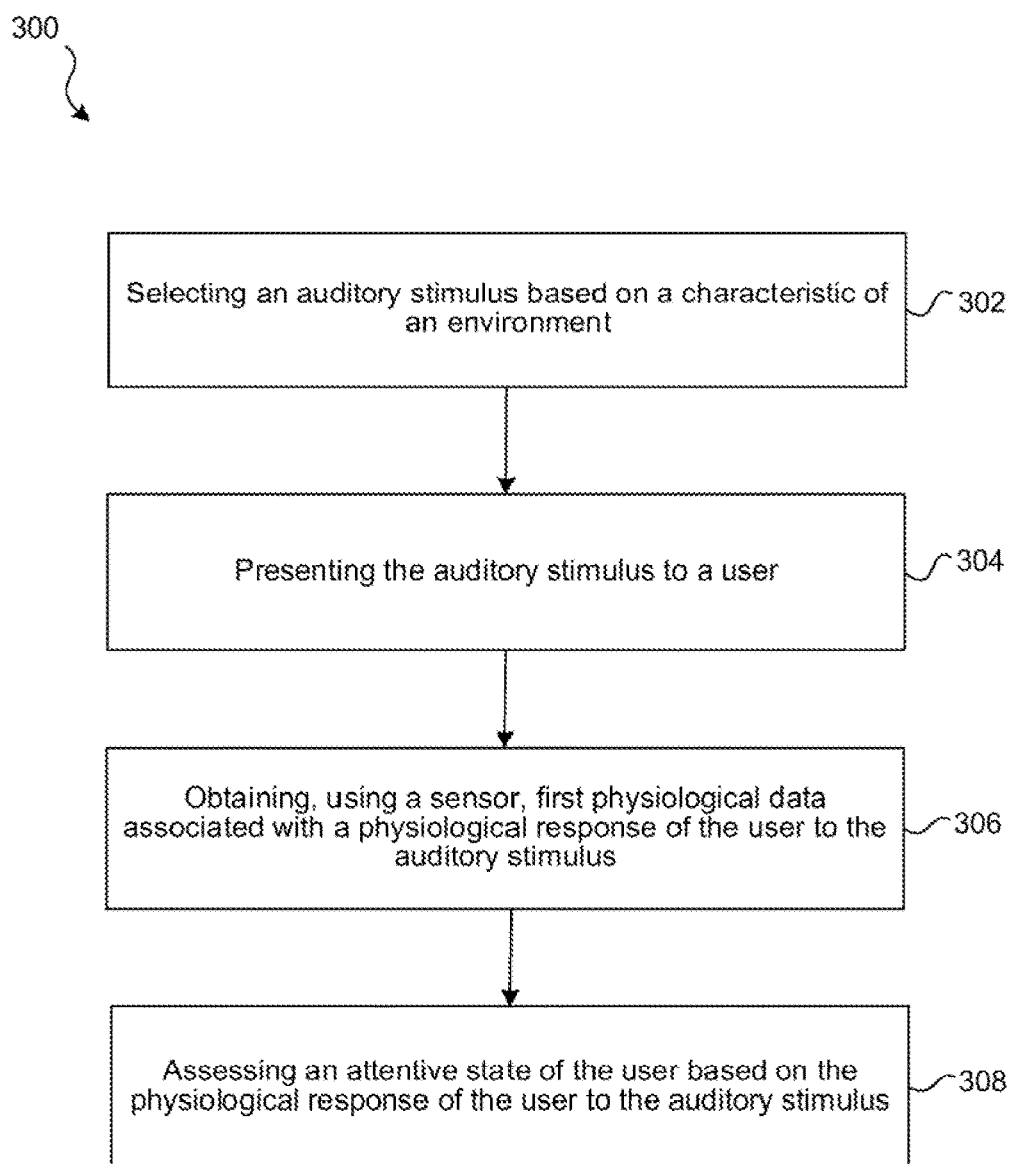 300
Selecting an auditory stimulus based on a characteristic of
an environment
302
Presenting the auditory stimulus to a user
304
Obtaining, using a sensor, first physiological data
associated with a physiological response of the user to the
auditory stimulus
306
Assessing an attentive state of the user based on the
physiological response of the user to the auditory stimulus
308